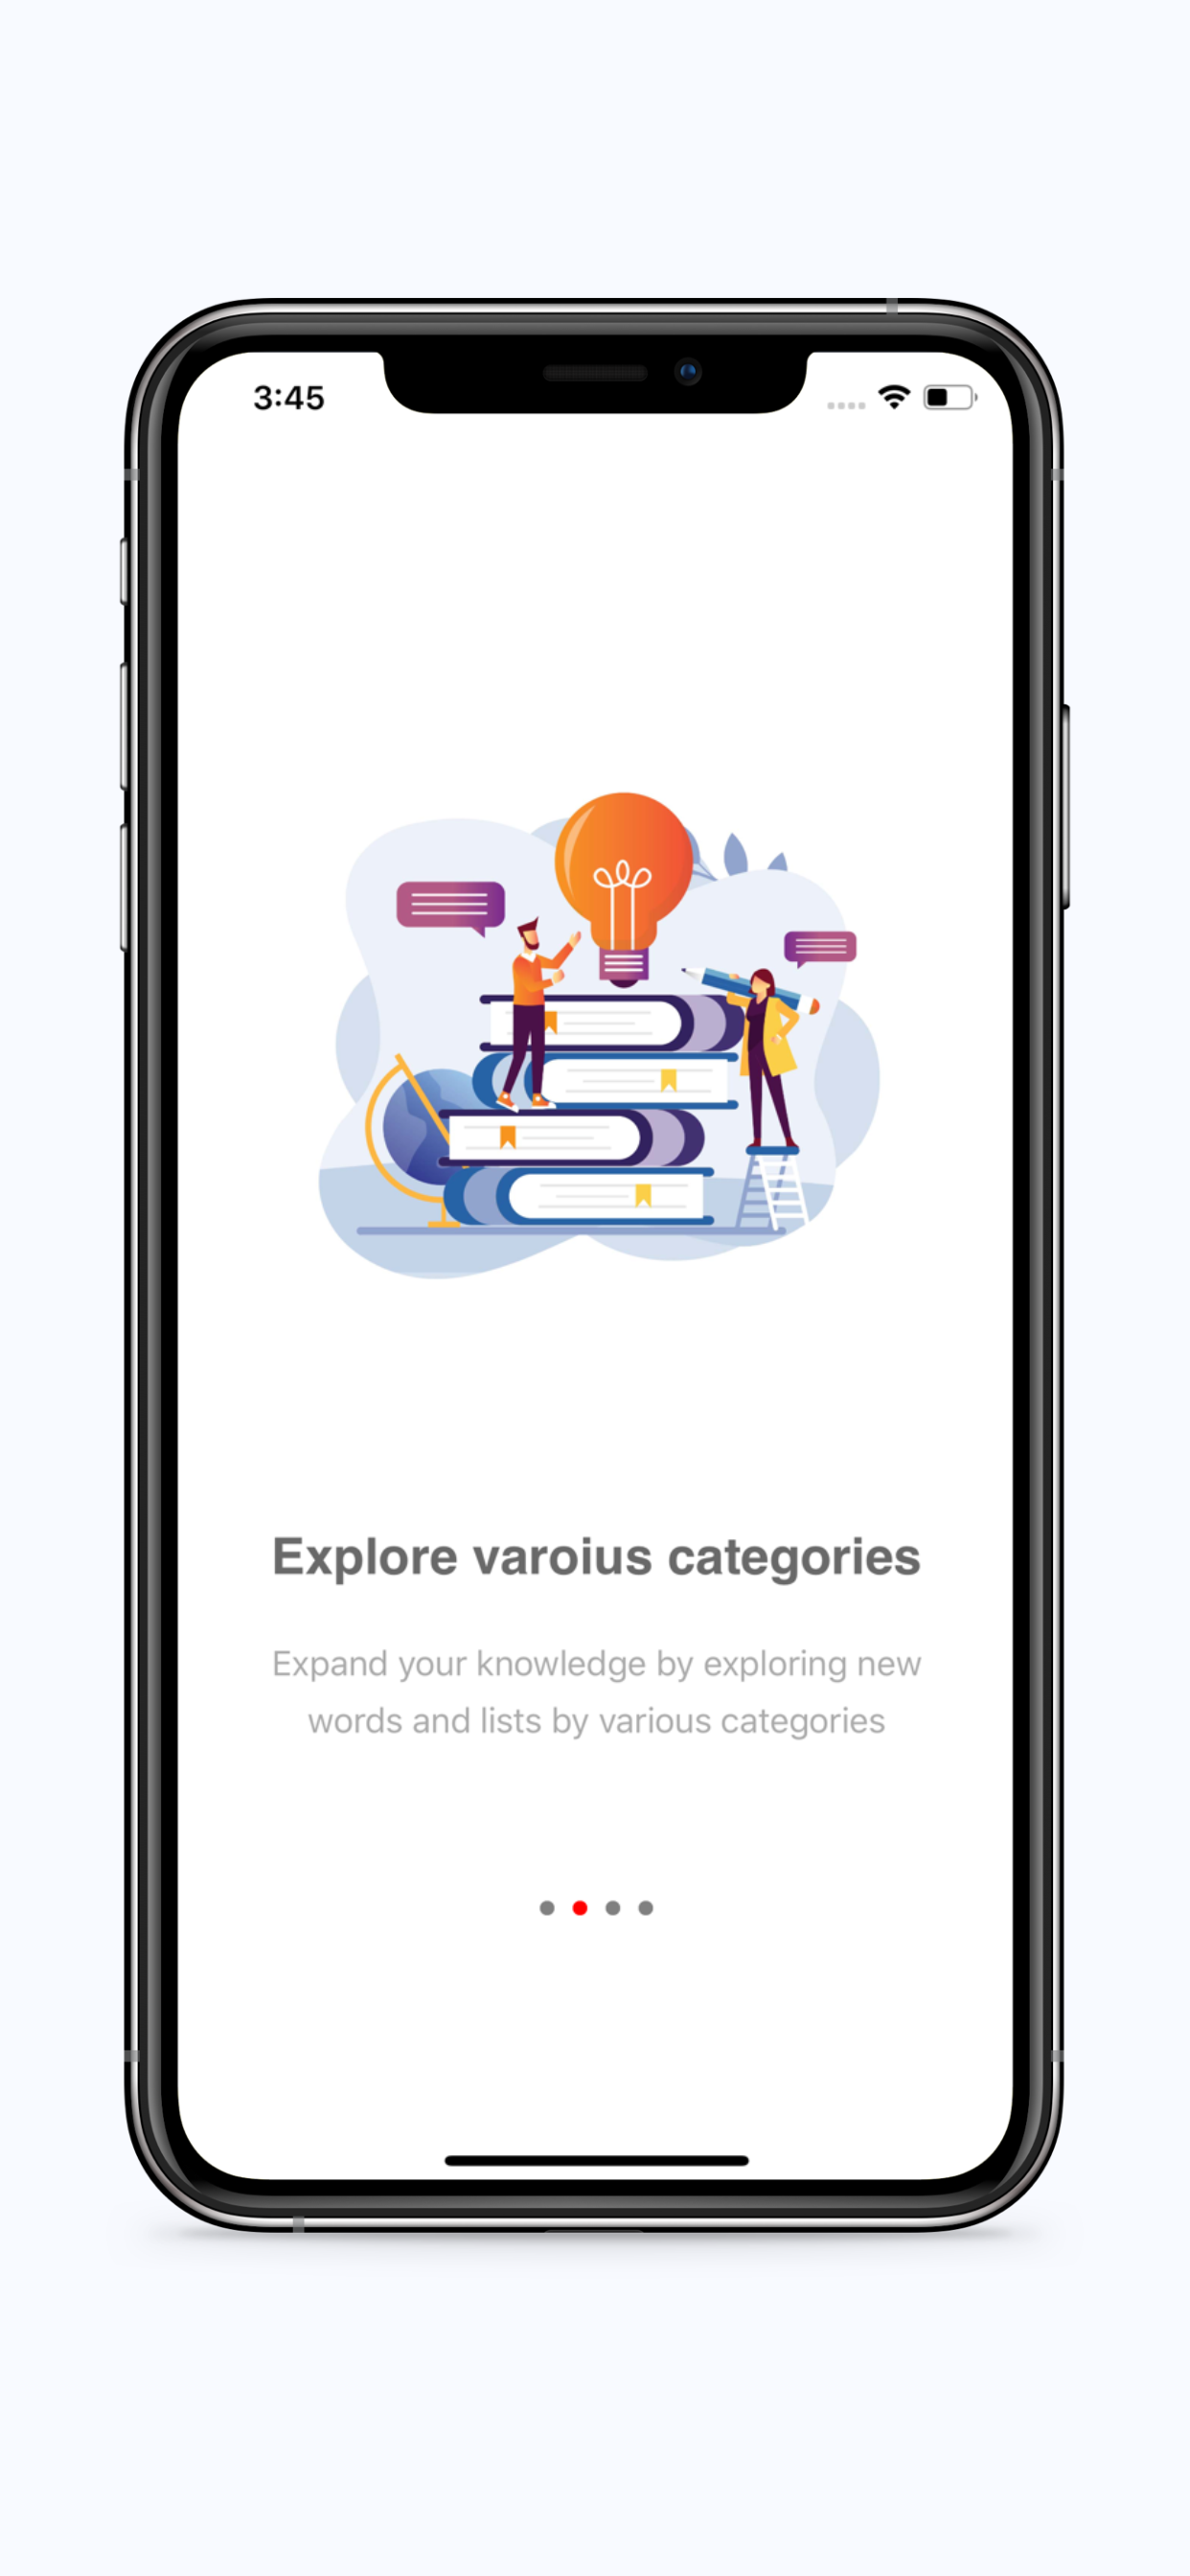 3:45
Explore varoius categories
Expand your knowledge by exploring new
words and lists by various categories